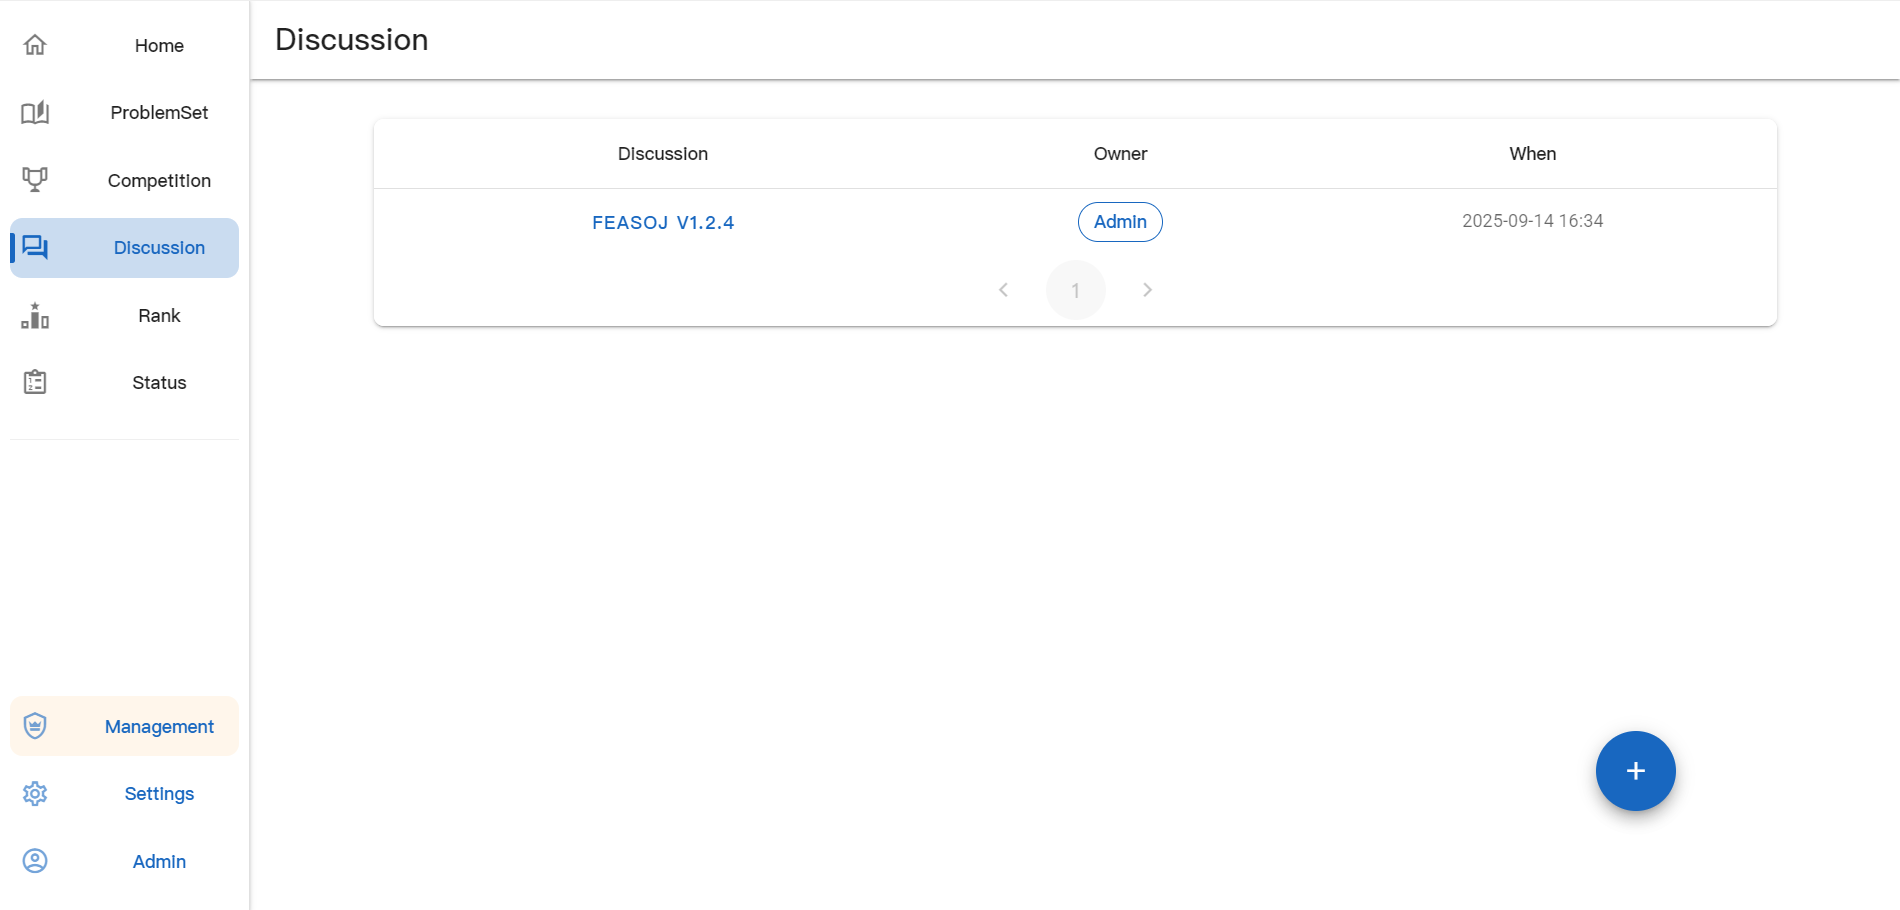 Home
ProblemSet
Competition
Discussion
Rank
Status
Management
Settings
Admin
Discussion
Discussion Owner When
FEASOJ V1.2.4 Admin 2025-09-14 16:34
1